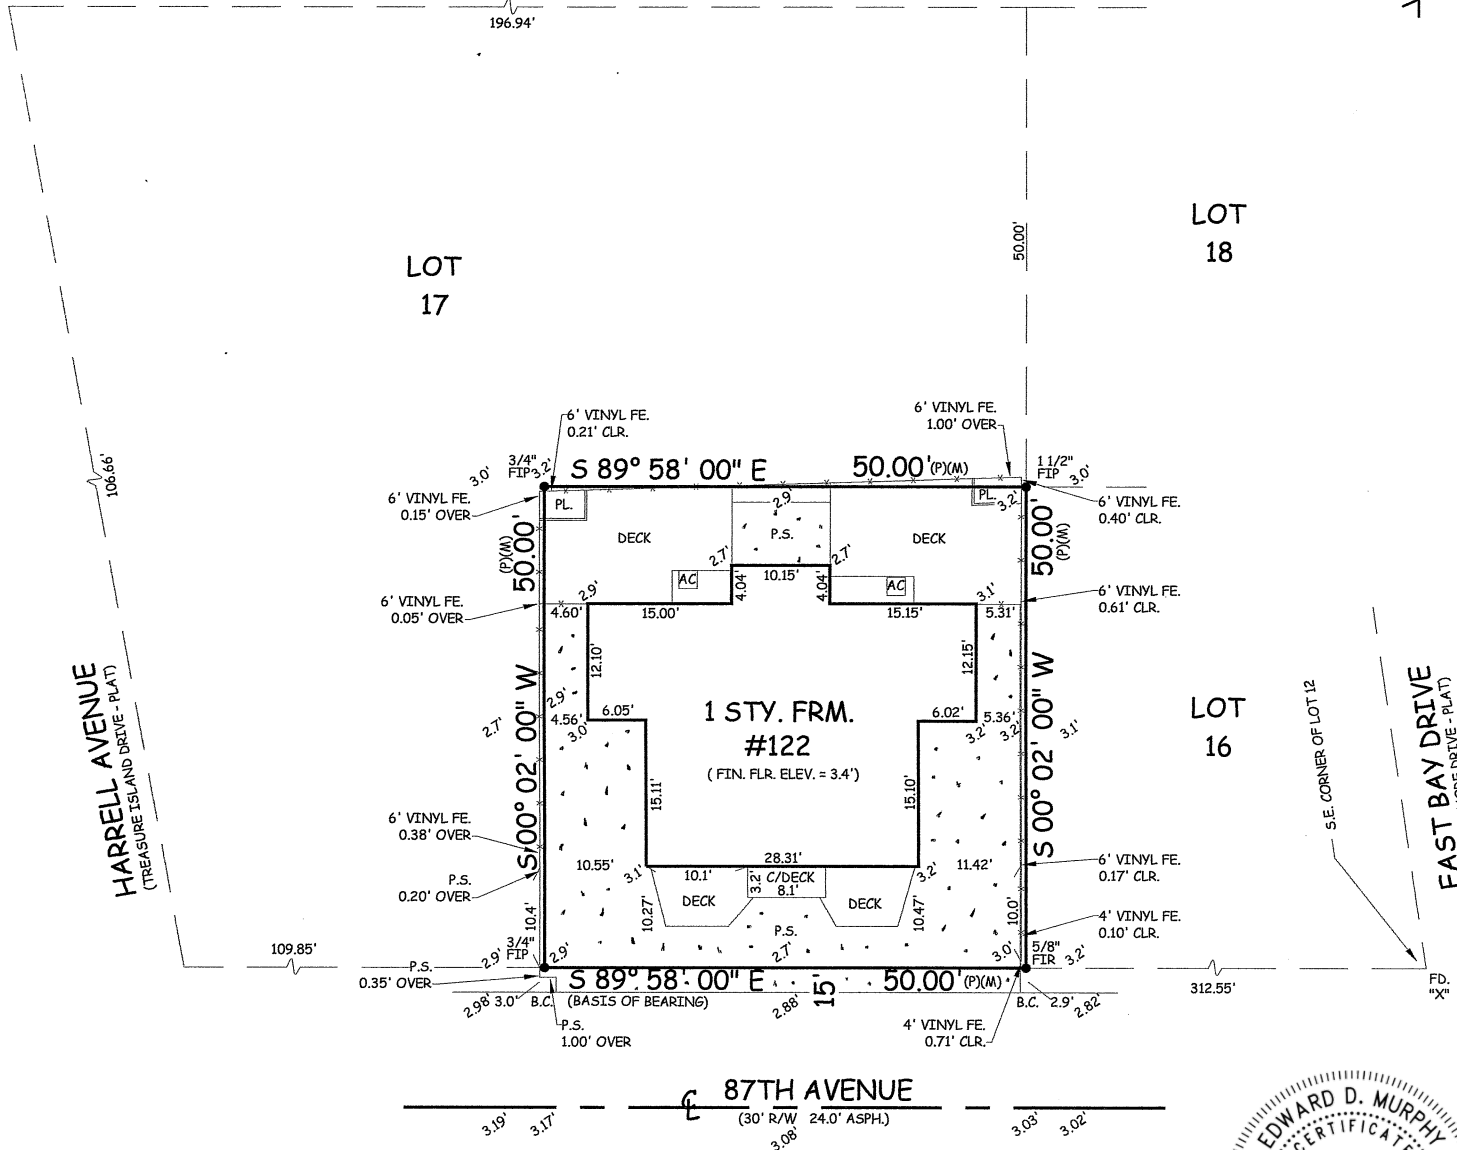 196.94'
LOT
17
LOT
18
50.00'
106.66'
6' VINYL FE.
0.21' CLR.
6' VINYL FE.
1.00' OVER
3.0'
3/4"
FIP
3.2'
S 89° 58' 00" E
50.00'(P)(M)
1 1/2"
FIP
3.0'
6' VINYL FE.
0.15' OVER
PL.
2.9'
PL.
3.2'
6' VINYL FE.
0.40' CLR.
50.00'
(P)(M)
DECK
P.S.
DECK
50.00'
(P)(M)
2.7'
2.7'
AC
4.04'
10.15'
4.04'
AC
6' VINYL FE.
0.05' OVER
2.9'
4.60'
15.00'
15.15'
3.1'
5.31'
6' VINYL FE.
0.61' CLR.
12.10'
12.15'
HARRELL AVENUE
(TREASURE ISLAND DRIVE - PLAT)
S 00° 02' 00" W
S 00° 02' 00" W
2.7'
2.9'
4.56'
3.0'
6.05'
1 STY. FRM.
#122
( FIN. FLR. ELEV. = 3.4')
6.02'
5.36'
3.2'
3.2'
3.1'
LOT
16
S.E. CORNER OF LOT 12
EAST BAY DRIVE
DRIVE - PLAT)
15.11'
15.10'
6' VINYL FE.
0.38' OVER
P.S.
0.20' OVER
10.55'
3.1'
28.31'
10.1'
3.2'
C/DECK
8.1'
3.2'
11.42'
6' VINYL FE.
0.17' CLR.
DECK
DECK
10.4'
10.27'
10.47'
10.0'
4' VINYL FE.
0.10' CLR.
P.S.
109.85'
2.9'
3/4"
FIP
2.9'
2.7'
3.0'
5/8"
FIR
3.2'
P.S.
0.35' OVER
S 89° 58' 00" E
15'
50.00'(P)(M)
312.55'
FD.
"X"
2.98'
3.0'
B.C.
(BASIS OF BEARING)
2.88'
B.C.
2.9'
2.82'
P.S.
1.00' OVER
4' VINYL FE.
0.71' CLR.
87TH AVENUE
(30' R/W 24.0' ASPH.)
3.19'
3.17'
3.08'
3.03'
3.02'
EDWARD D. MURPHY
CERTIFICATE